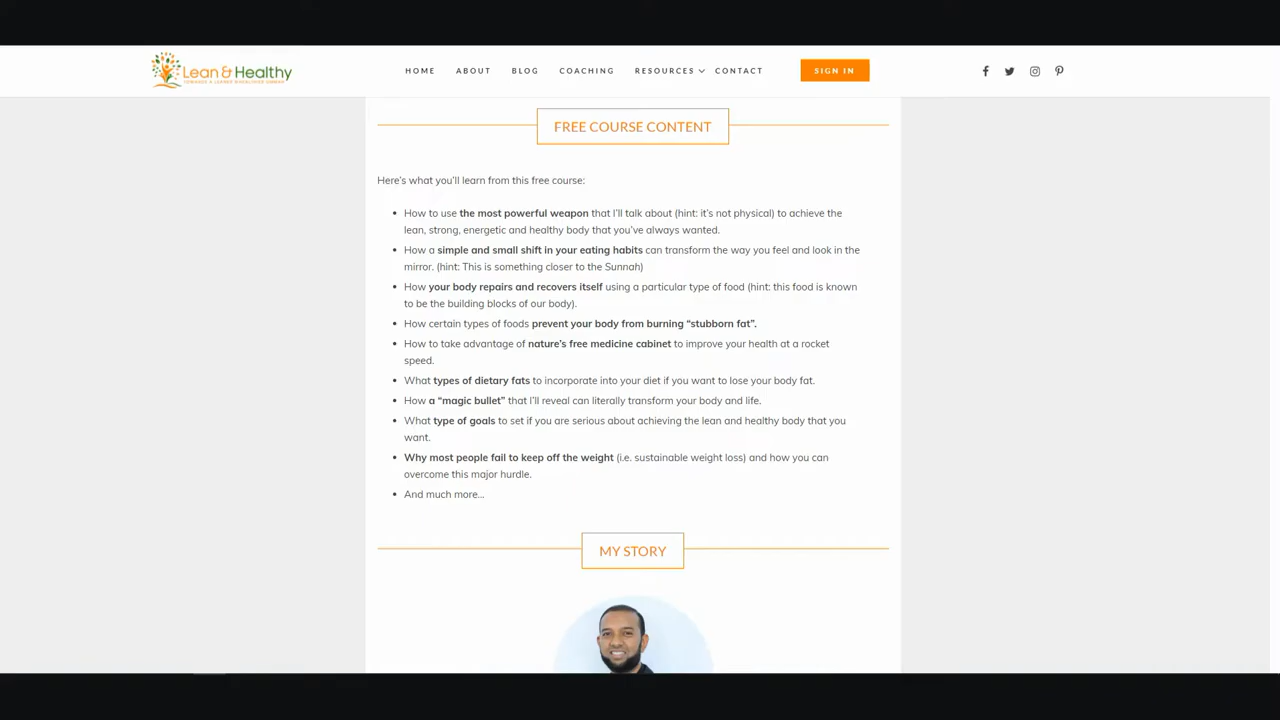 Lean & Healthy
HOME ABOUT BLOG COACHING RESOURCES CONTACT SIGN IN
FREE COURSE CONTENT
Here's what you'll learn from this free course:
• How to use the most powerful weapon that I'll talk about (hint: it's not physical) to achieve the
lean, strong, energetic and healthy body that you've always wanted.
• How a simple and small shift in your eating habits can transform the way you feel and look in the
mirror. (hint: This is something closer to the Sunnah)
• How your body repairs and recovers itself using a particular type of food (hint: this food is known
to be the building blocks of our body).
• How certain types of foods prevent your body from burning “stubborn fat”.
• How to take advantage of nature's free medicine cabinet to improve your health at a rocket
speed.
• What types of dietary fats to incorporate into your diet if you want to lose your body fat.
• How a “magic bullet” that I'll reveal can literally transform your body and life.
• What type of goals to set if you are serious about achieving the lean and healthy body that you
want.
• Why most people fail to keep off the weight (i.e. sustainable weight loss) and how you can
overcome this major hurdle.
• And much more…
MY STORY